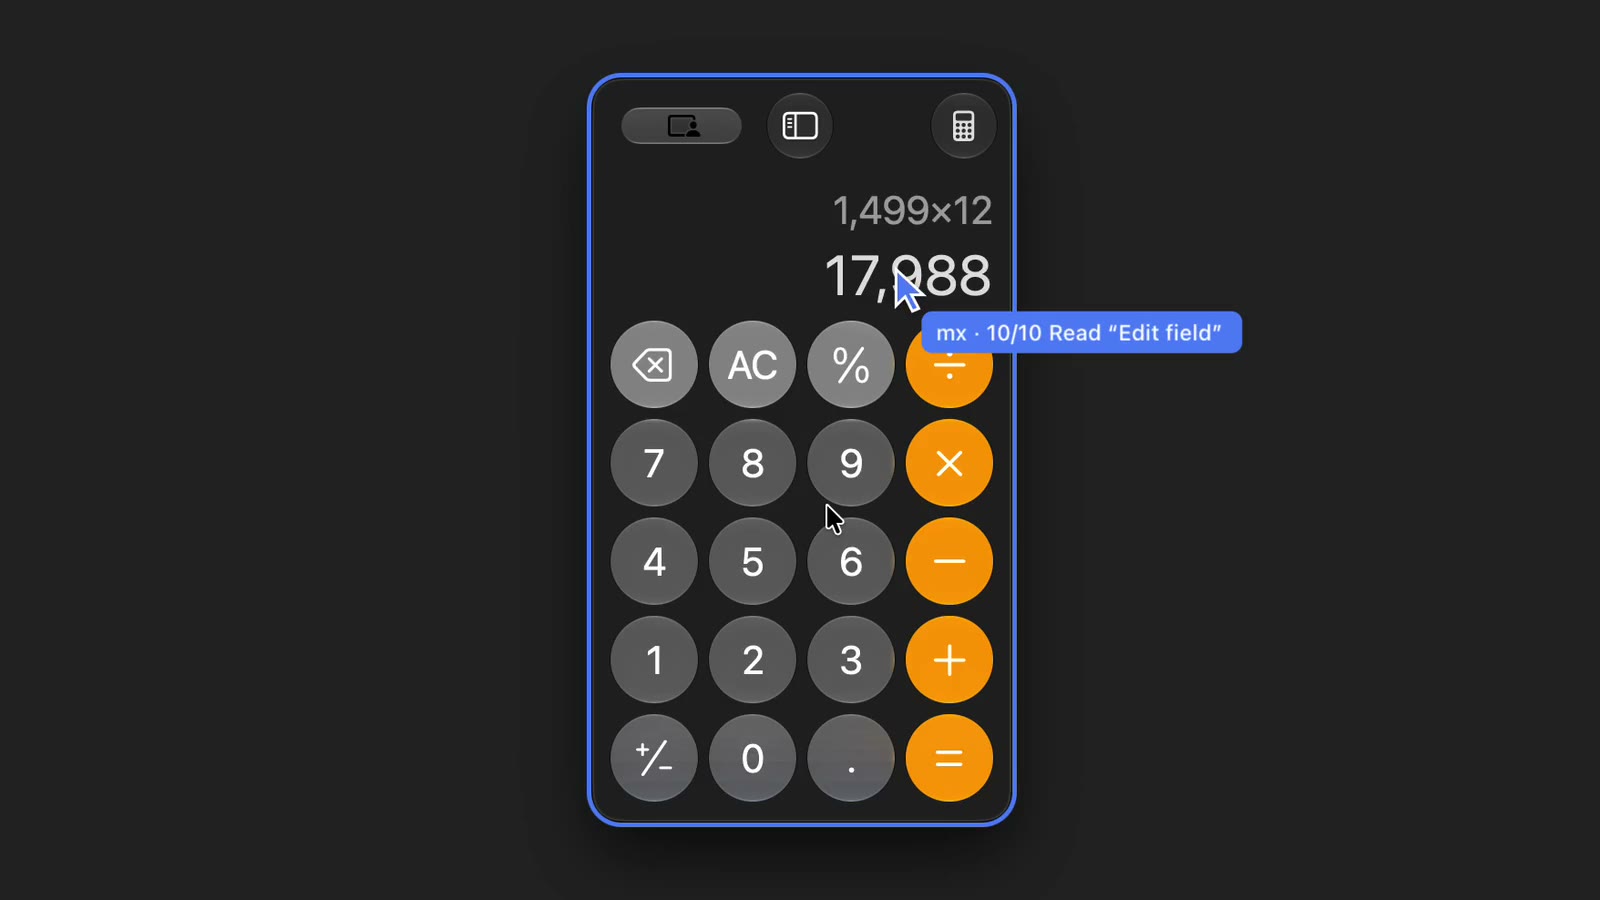 1,499×12
17,988
mx · 10/10 Read “Edit field”
AC % ÷
7 8 9 ×
4 5 6 −
1 2 3 +
+/− 0 . =